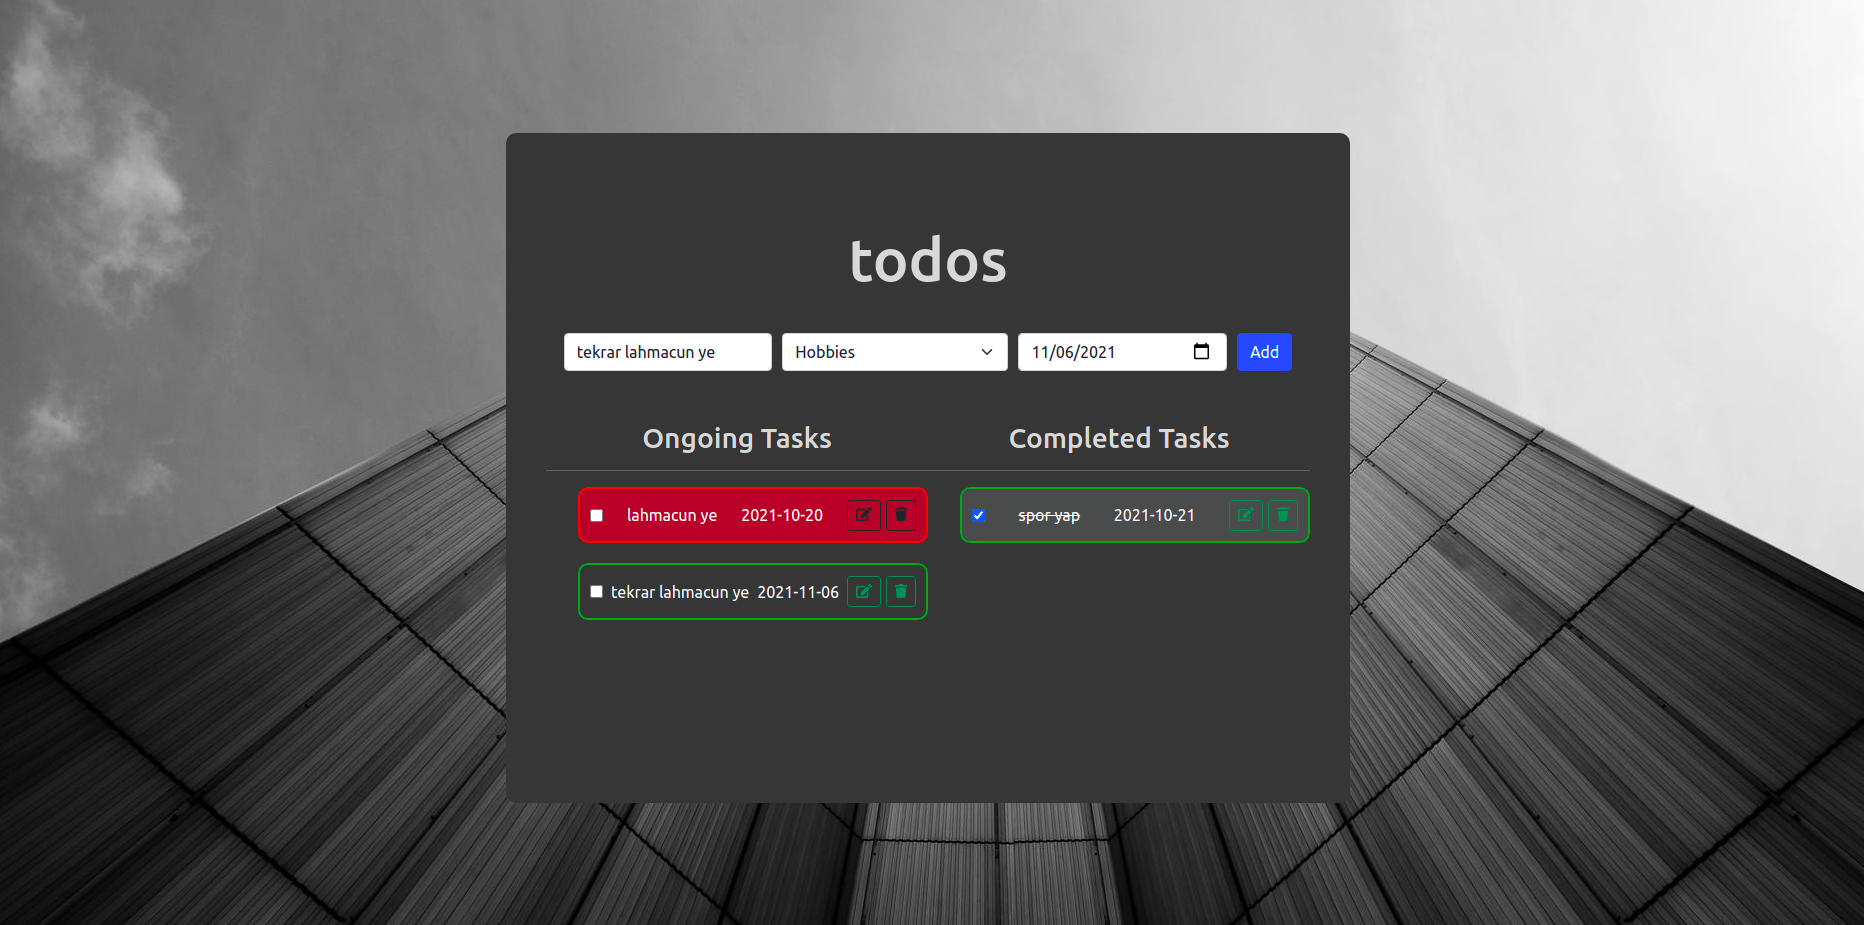 todos
tekrar lahmacun ye Hobbies 11/06/2021 Add
Ongoing Tasks Completed Tasks
lahmacun ye 2021-10-20 spor yap 2021-10-21
tekrar lahmacun ye 2021-11-06